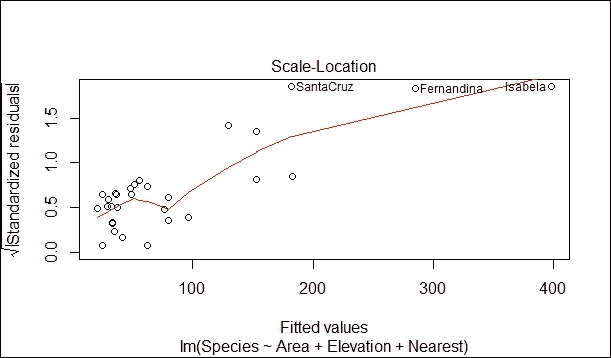 Scale-Location
√|Standardized residuals|
1.5
1.0
0.5
0.0
SantaCruz
Fernandina
Isabela
100
200
300
400
Fitted values
lm(Species ~ Area + Elevation + Nearest)